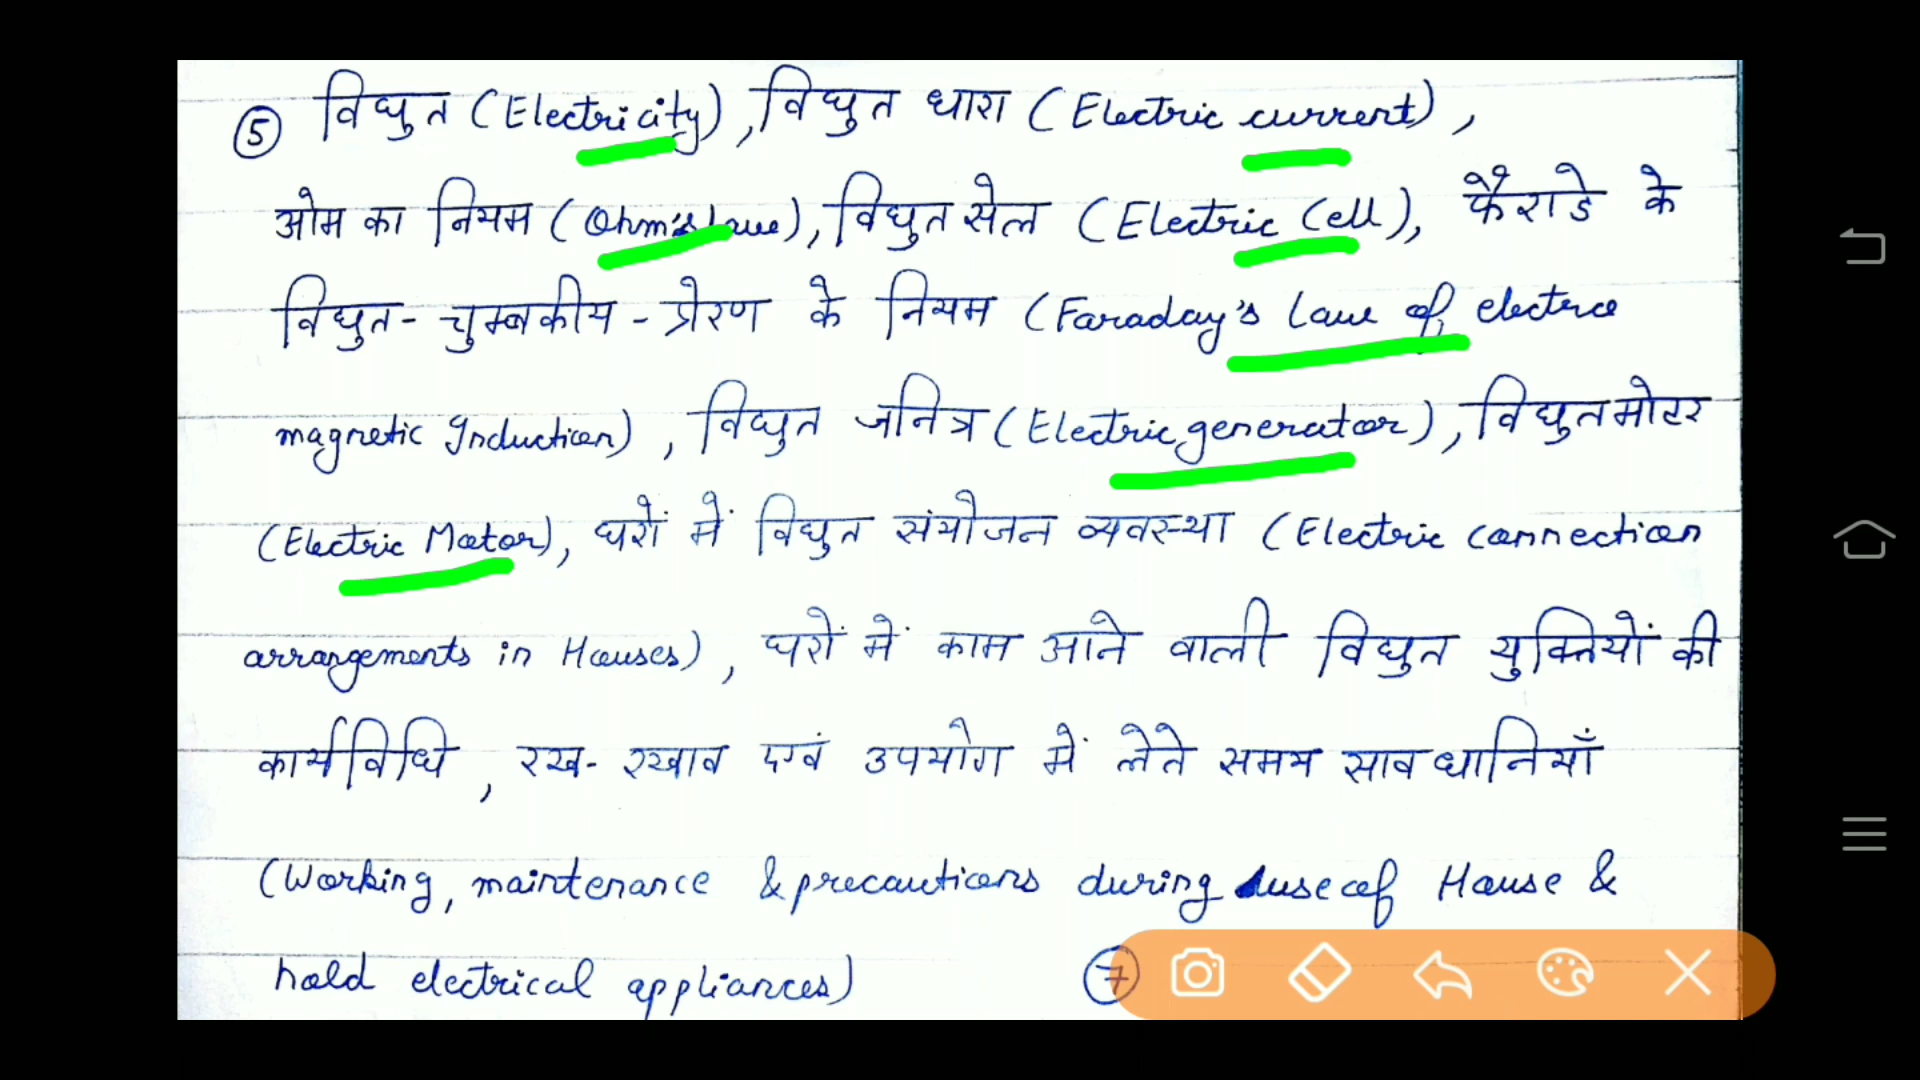 ⑤ विद्युत (Electricity), विद्युत धारा (Electric current),
ओम का नियम (Ohm's Law), विद्युत सेल (Electric Cell), फैराडे के
विद्युत-चुम्बकीय-प्रेरण के नियम (Faraday's Law of electro
magnetic Induction), विद्युत जनित्र (Electric generator), विद्युत मोटर
(Electric Motor), घरों में विद्युत संयोजन व्यवस्था (Electric connection
arrangements in Houses), घरों में काम आने वाली विद्युत युक्तियों की
कार्यविधि, रख-रखाव एवं उपयोग में लेते समय सावधानियाँ
(Working, maintenance & precautions during use of House &
hold electrical appliances) ⑦